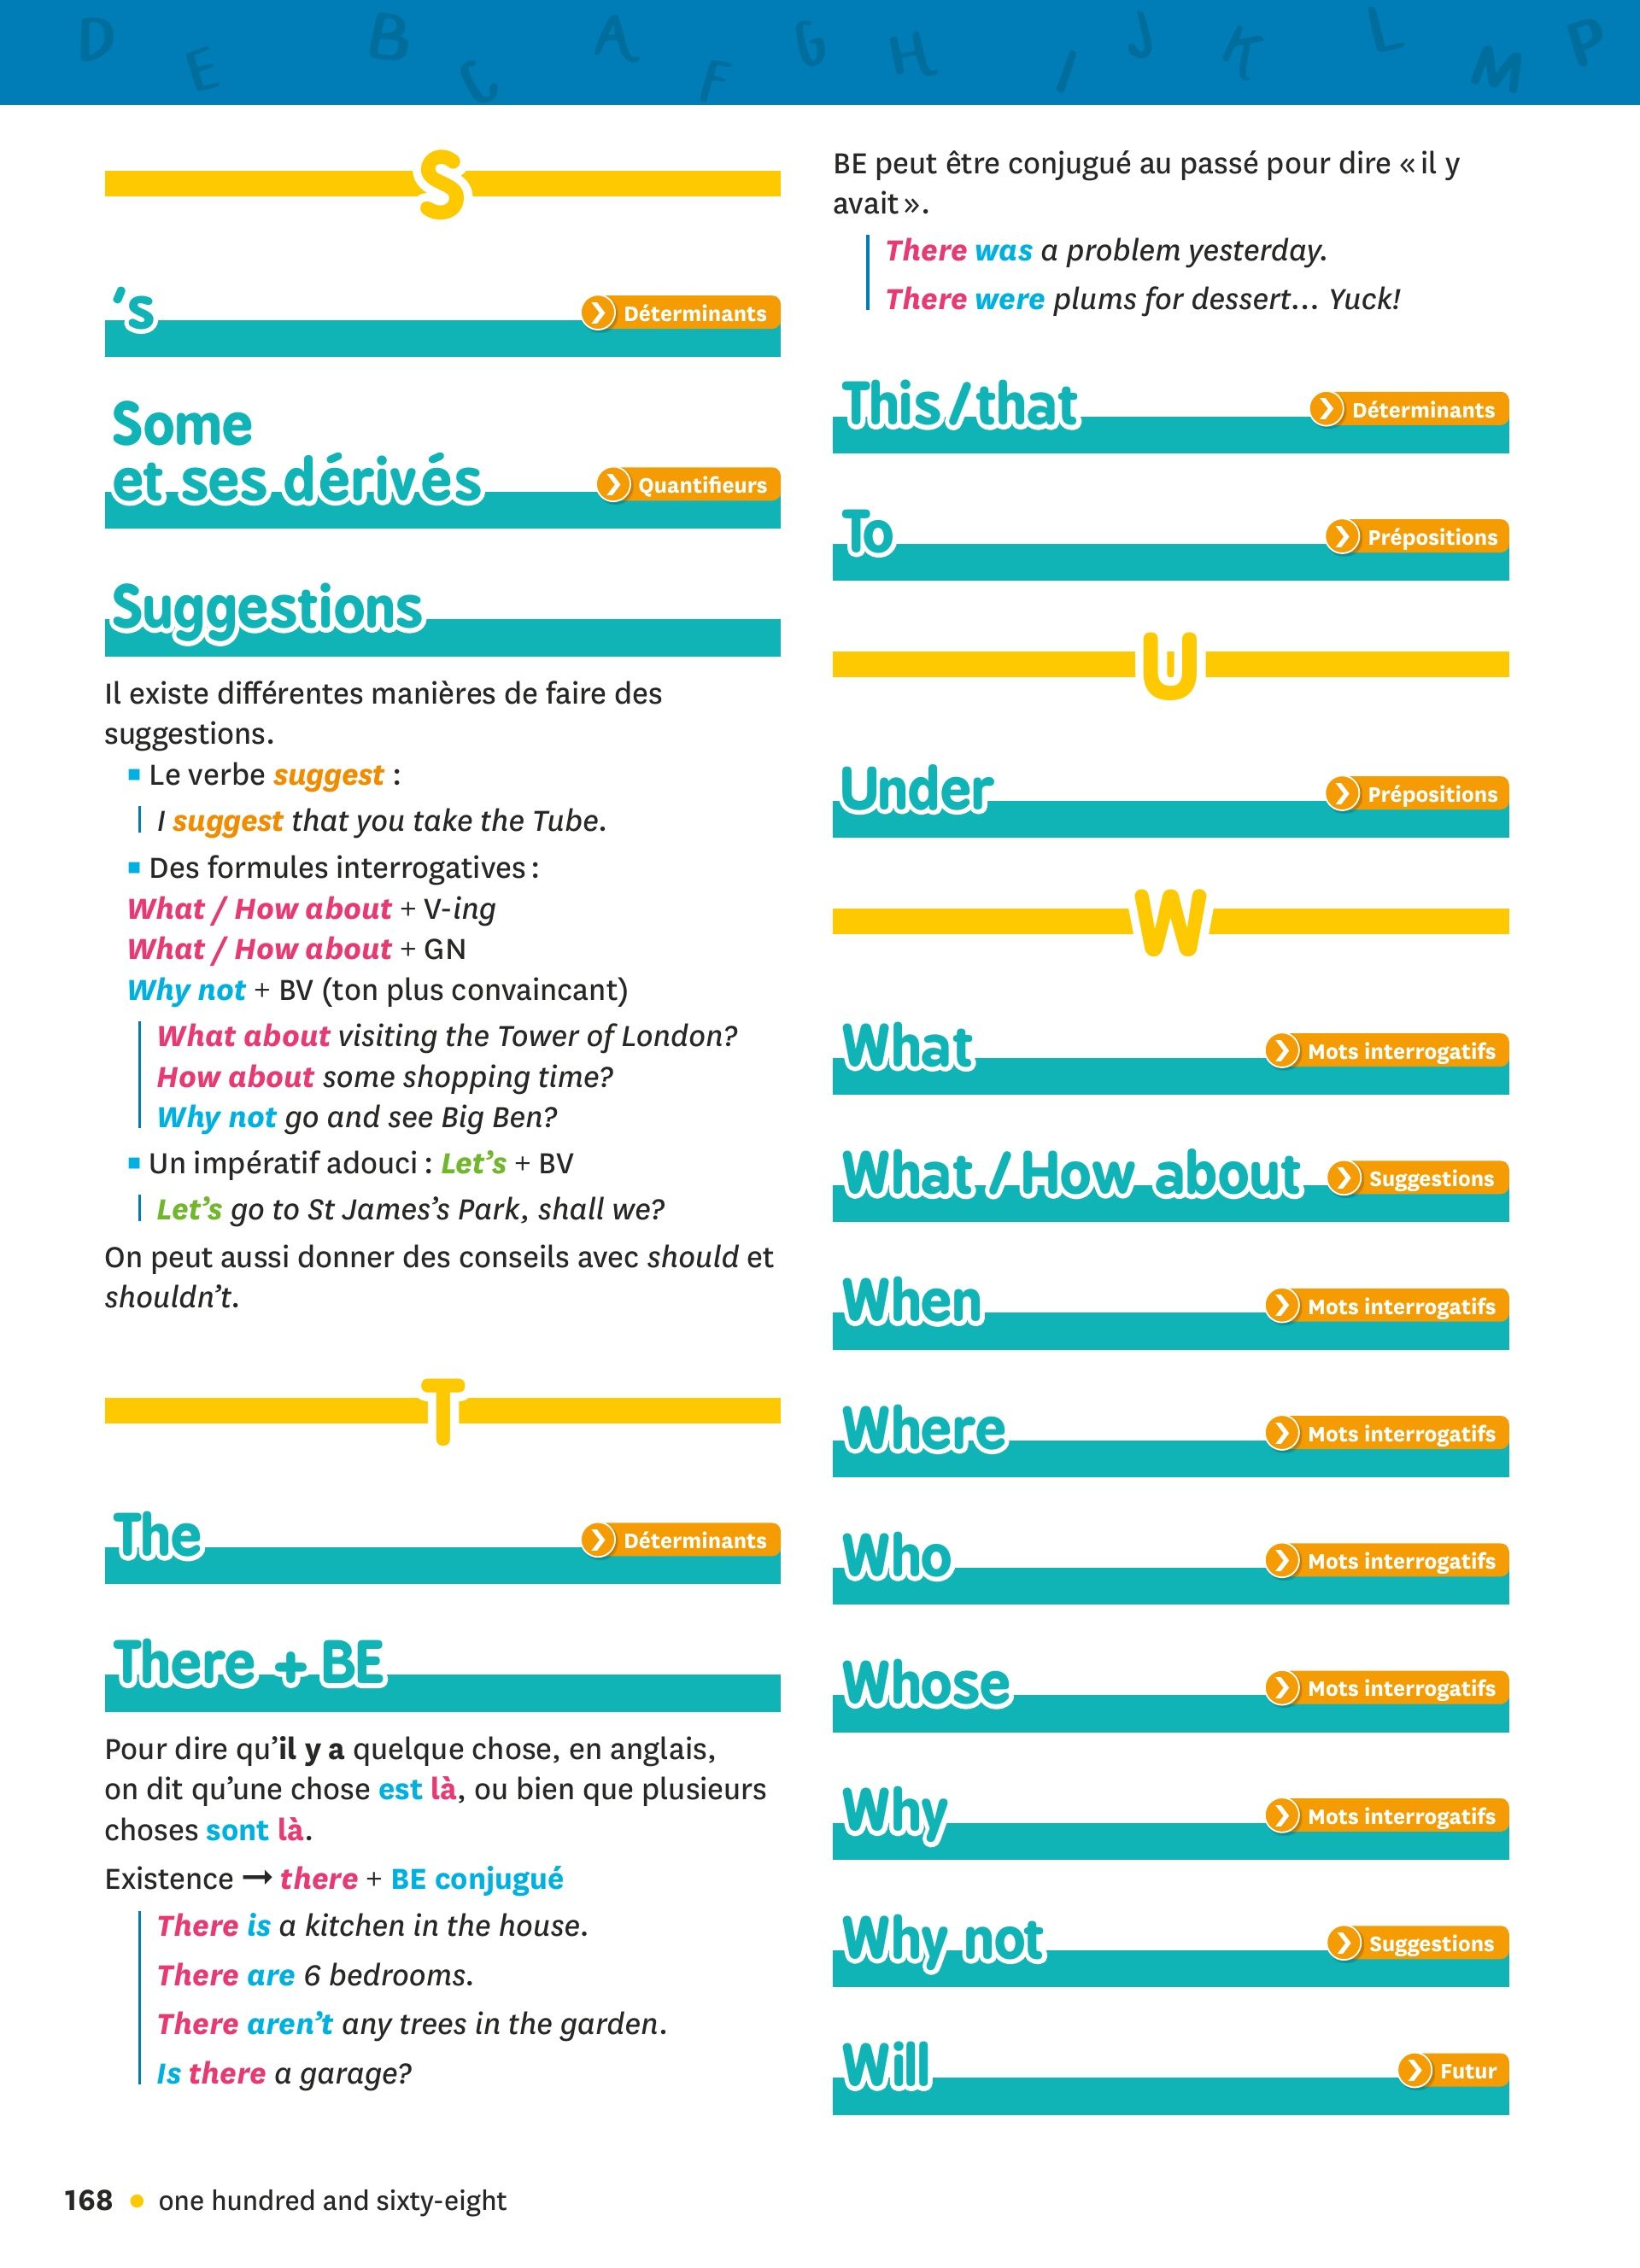 D E B C A F G H I J K L M P
S
's
Déterminants
Some
et ses dérivés
Quantifieurs
Suggestions
Il existe différentes manières de faire des
suggestions.
Le verbe suggest :
I suggest that you take the Tube.
Des formules interrogatives :
What / How about + V-ing
What / How about + GN
Why not + BV (ton plus convaincant)
What about visiting the Tower of London?
How about some shopping time?
Why not go and see Big Ben?
Un impératif adouci : Let's + BV
Let's go to St James's Park, shall we?
On peut aussi donner des conseils avec should et
shouldn't.
T
The
Déterminants
There + BE
Pour dire qu'il y a quelque chose, en anglais,
on dit qu'une chose est là, ou bien que plusieurs
choses sont là.
Existence → there + BE conjugué
There is a kitchen in the house.
There are 6 bedrooms.
There aren't any trees in the garden.
Is there a garage?
BE peut être conjugué au passé pour dire « il y
avait ».
There was a problem yesterday.
There were plums for dessert... Yuck!
This / that
Déterminants
To
Prépositions
U
Under
Prépositions
W
What
Mots interrogatifs
What / How about
Suggestions
When
Mots interrogatifs
Where
Mots interrogatifs
Who
Mots interrogatifs
Whose
Mots interrogatifs
Why
Mots interrogatifs
Why not
Suggestions
Will
Futur
168 • one hundred and sixty-eight